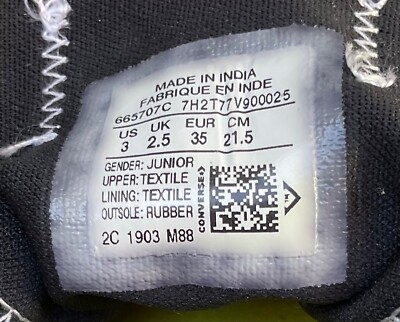 MADE IN INDIA
FABRIQUE EN INDE
665707C 7H2T77V900025
US UK EUR CM
3 2.5 35 21.5
GENDER: JUNIOR
UPPER: TEXTILE
LINING: TEXTILE
OUTSOLE: RUBBER
CONVERSE
2C 1903 M88